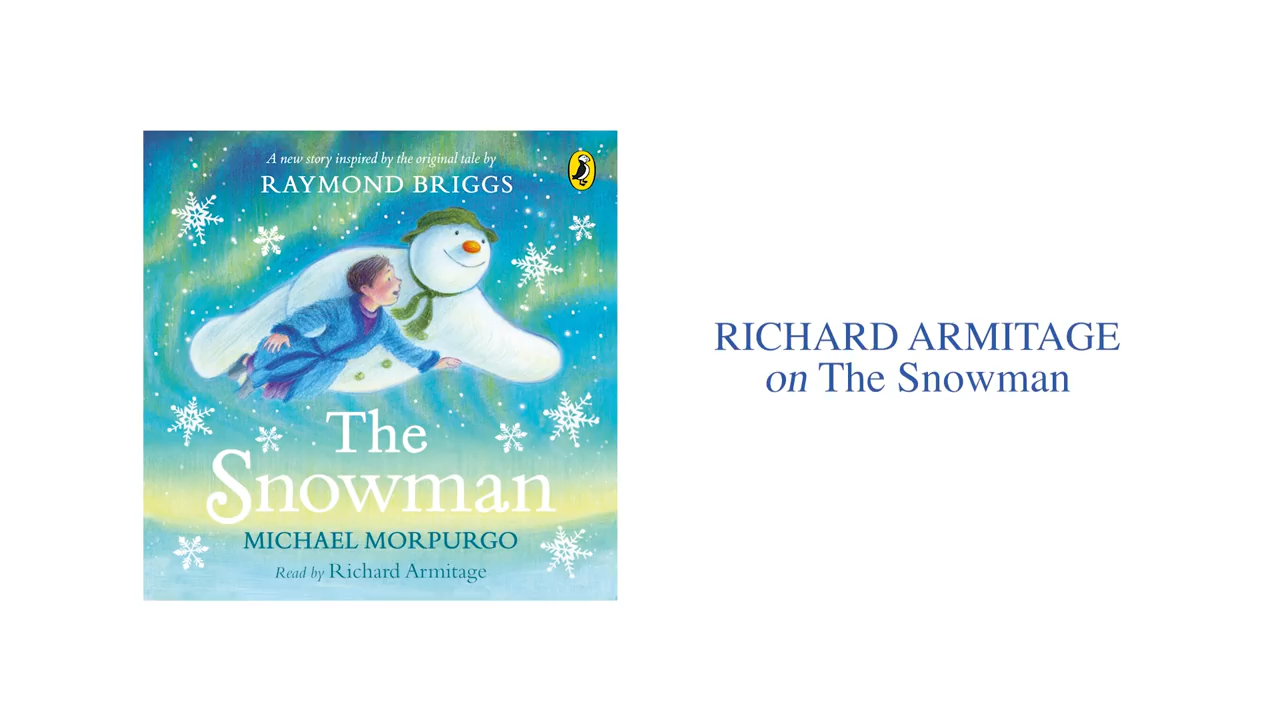 A new story inspired by the original tale by
RAYMOND BRIGGS
The
Snowman
MICHAEL MORPURGO
Read by Richard Armitage
RICHARD ARMITAGE
on The Snowman